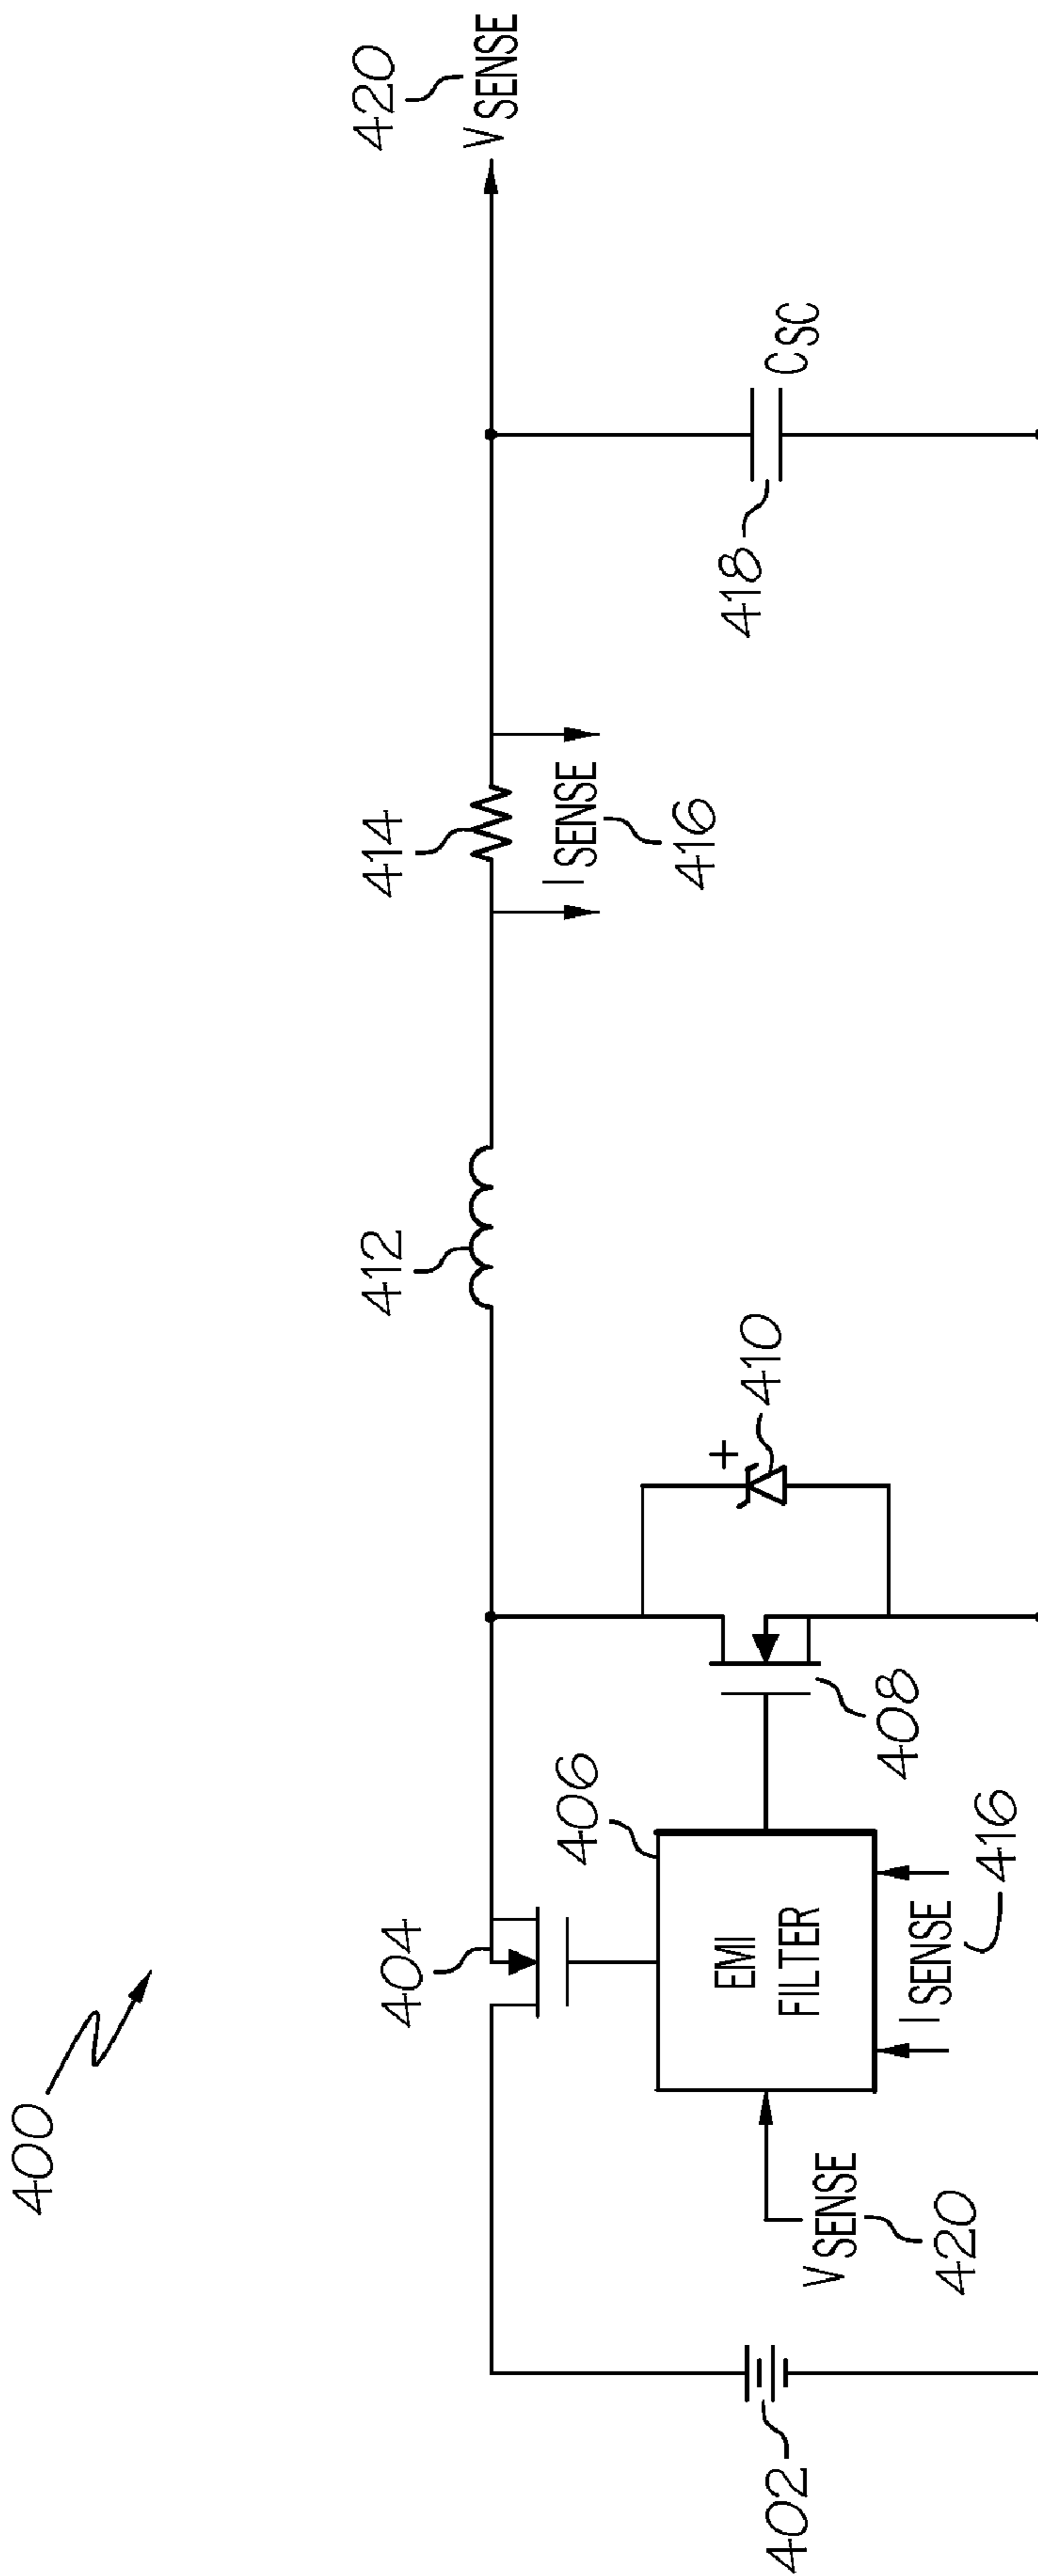 400
420
VSENSE
404
412
414
ISENSE
416
406
EMI
FILTER
+
410
418
CSC
402
VSENSE
420
ISENSE
416
408